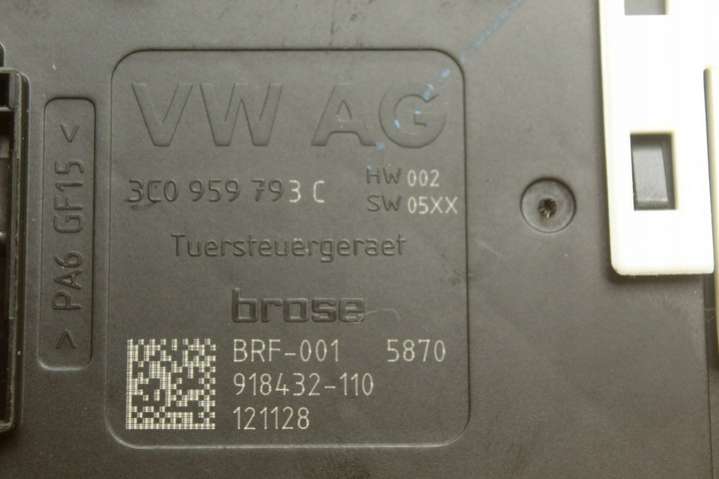 > PA6 GF15 <
VW AG
3C0 959 793 C
HW 002
SW 05XX
Tuersteuergeraet
brose
BRF-001 5870
918432-110
121128